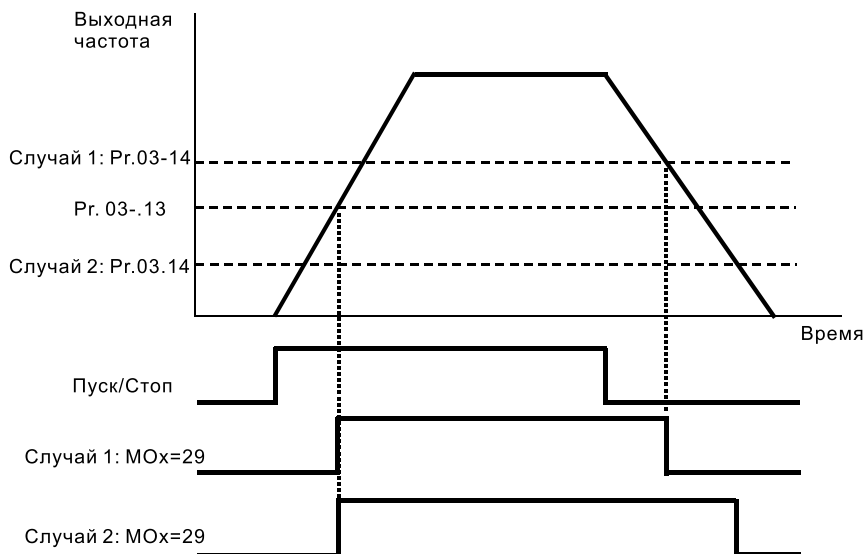 Выходная
частота
Случай 1: Pr.03-14
Pr. 03-.13
Случай 2: Pr.03.14
Время
Пуск/Стоп
Случай 1: MOx=29
Случай 2: MOx=29